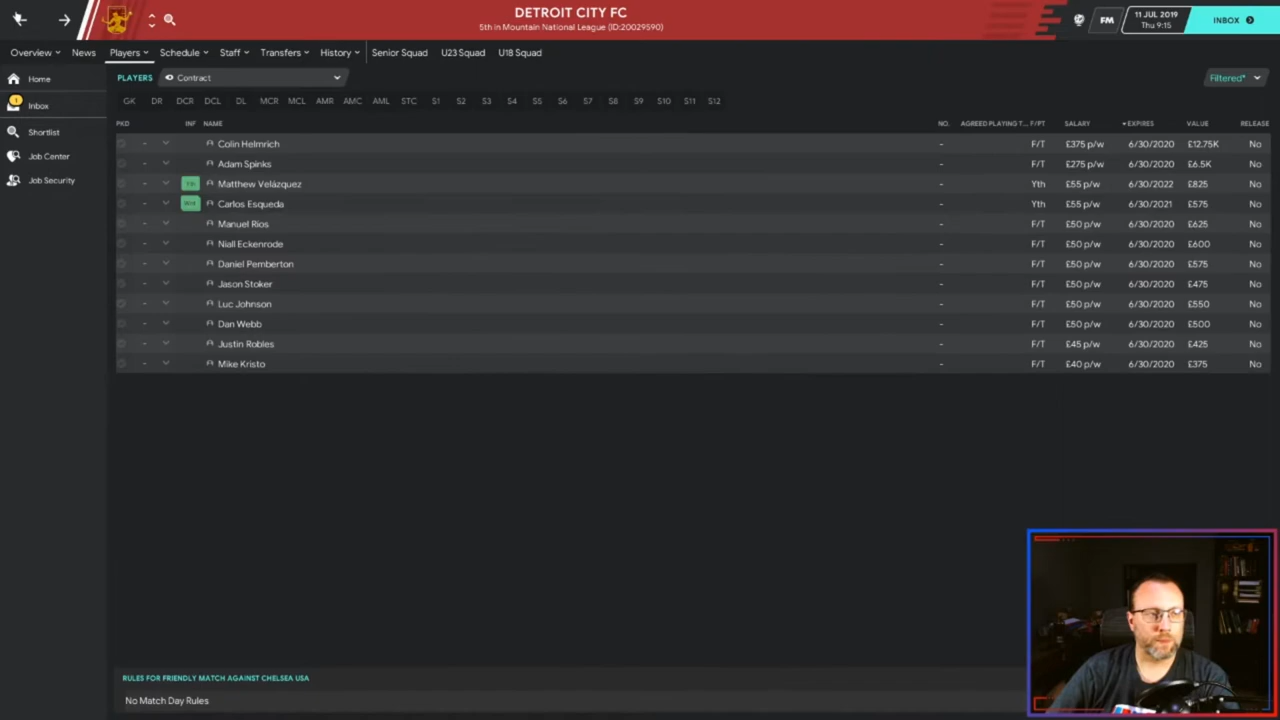 DETROIT CITY FC
5th in Mountain National League (ID:20029590)
FM
11 JUL 2019
Thu 9:15
INBOX
Overview News Players Schedule Staff Transfers History Senior Squad U23 Squad U18 Squad
Home
Inbox
Shortlist
Job Center
Job Security
PLAYERS Contract Filtered*
GK DR DCR DCL DL MCR MCL AMR AMC AML STC S1 S2 S3 S4 S5 S6 S7 S8 S9 S10 S11 S12
PKD INF NAME NO. AGREED PLAYING T... F/PT SALARY EXPIRES VALUE RELEASE
- Colin Helmrich - F/T £375 p/w 6/30/2020 £12.75K No
- Adam Spinks - F/T £275 p/w 6/30/2020 £6.5K No
- Yth Matthew Velázquez - Yth £55 p/w 6/30/2022 £825 No
- Carlos Esqueda - Yth £55 p/w 6/30/2021 £575 No
- Manuel Rios - F/T £50 p/w 6/30/2020 £625 No
- Niall Eckenrode - F/T £50 p/w 6/30/2020 £600 No
- Daniel Pemberton - F/T £50 p/w 6/30/2020 £575 No
- Jason Stoker - F/T £50 p/w 6/30/2020 £475 No
- Luc Johnson - F/T £50 p/w 6/30/2020 £550 No
- Dan Webb - F/T £50 p/w 6/30/2020 £500 No
- Justin Robles - F/T £45 p/w 6/30/2020 £425 No
- Mike Kristo - F/T £40 p/w 6/30/2020 £375 No
RULES FOR FRIENDLY MATCH AGAINST CHELSEA USA
No Match Day Rules